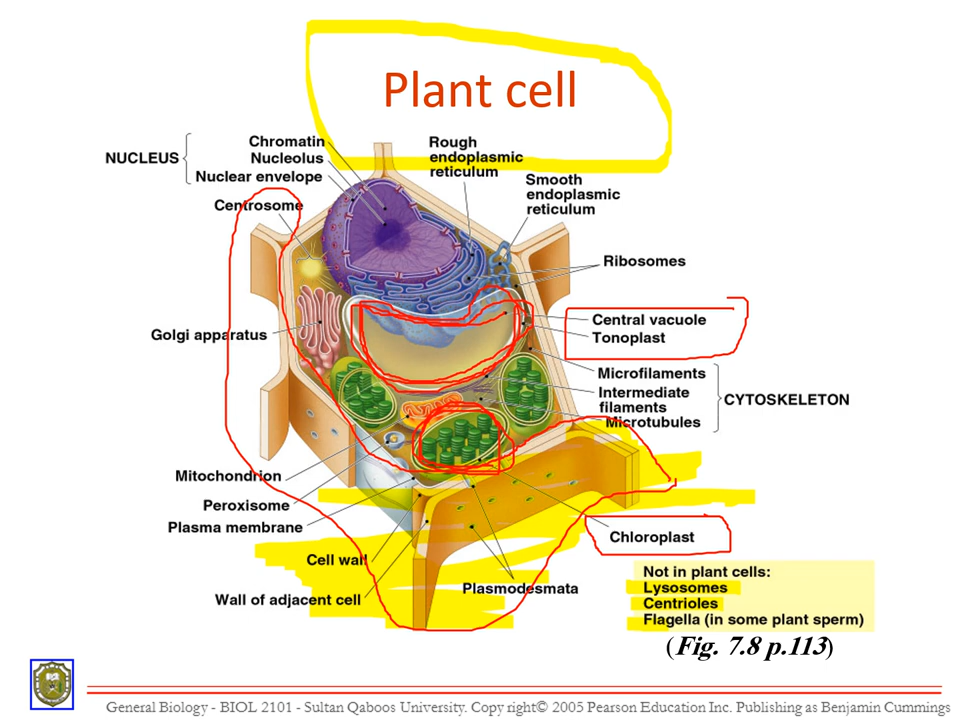 Plant cell
NUCLEUS
Chromatin
Nucleolus
Nuclear envelope
Centrosome
Rough
endoplasmic
reticulum
Smooth
endoplasmic
reticulum
Ribosomes
Golgi apparatus
Central vacuole
Tonoplast
Microfilaments
Intermediate
filaments
Microtubules
CYTOSKELETON
Mitochondrion
Peroxisome
Plasma membrane
Cell wall
Wall of adjacent cell
Plasmodesmata
Chloroplast
Not in plant cells:
Lysosomes
Centrioles
Flagella (in some plant sperm)
(Fig. 7.8 p.113)
General Biology - BIOL 2101 - Sultan Qaboos University. Copy right© 2005 Pearson Education Inc. Publishing as Benjamin Cummings